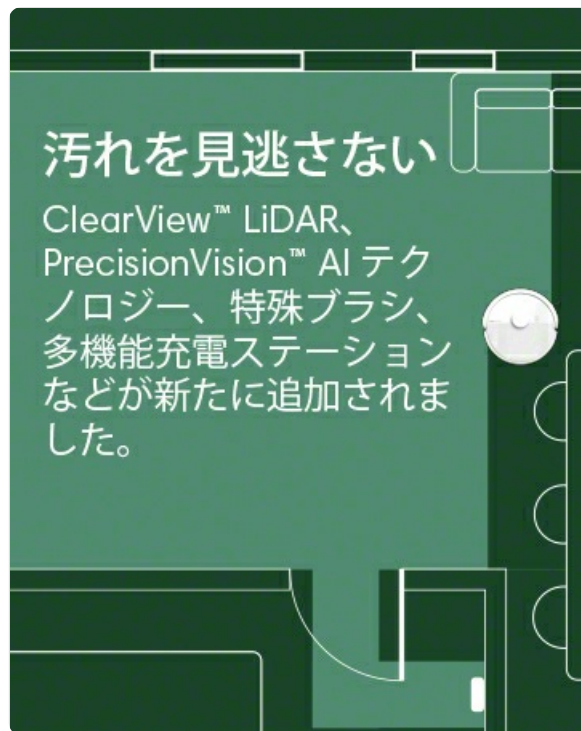 汚れを見逃さない
ClearView™ LiDAR、
PrecisionVision™ AI テク
ノロジー、特殊ブラシ、
多機能充電ステーション
などが新たに追加されま
した。